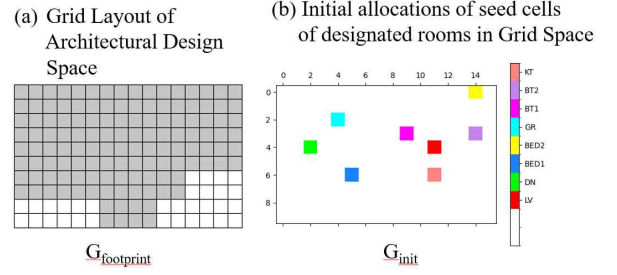 (a) Grid Layout of
Architectural Design
Space
(b) Initial allocations of seed cells
of designated rooms in Grid Space
0 2 4 6 8 10 12 14
0
2
4
6
8
KT
BT2
BT1
GR
BED2
BED1
DN
LV
Gfootprint
Ginit